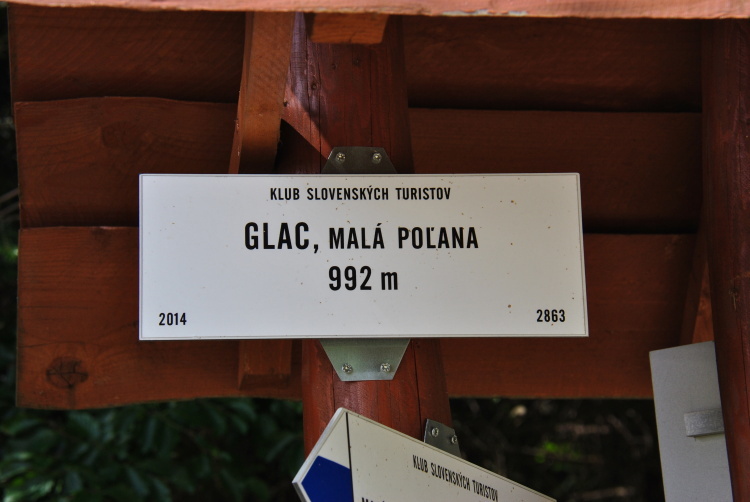 KLUB SLOVENSKÝCH TURISTOV
GLAC, MALÁ POĽANA
992 m
2014
2863
KLUB SLOVENSKÝCH TURISTOV